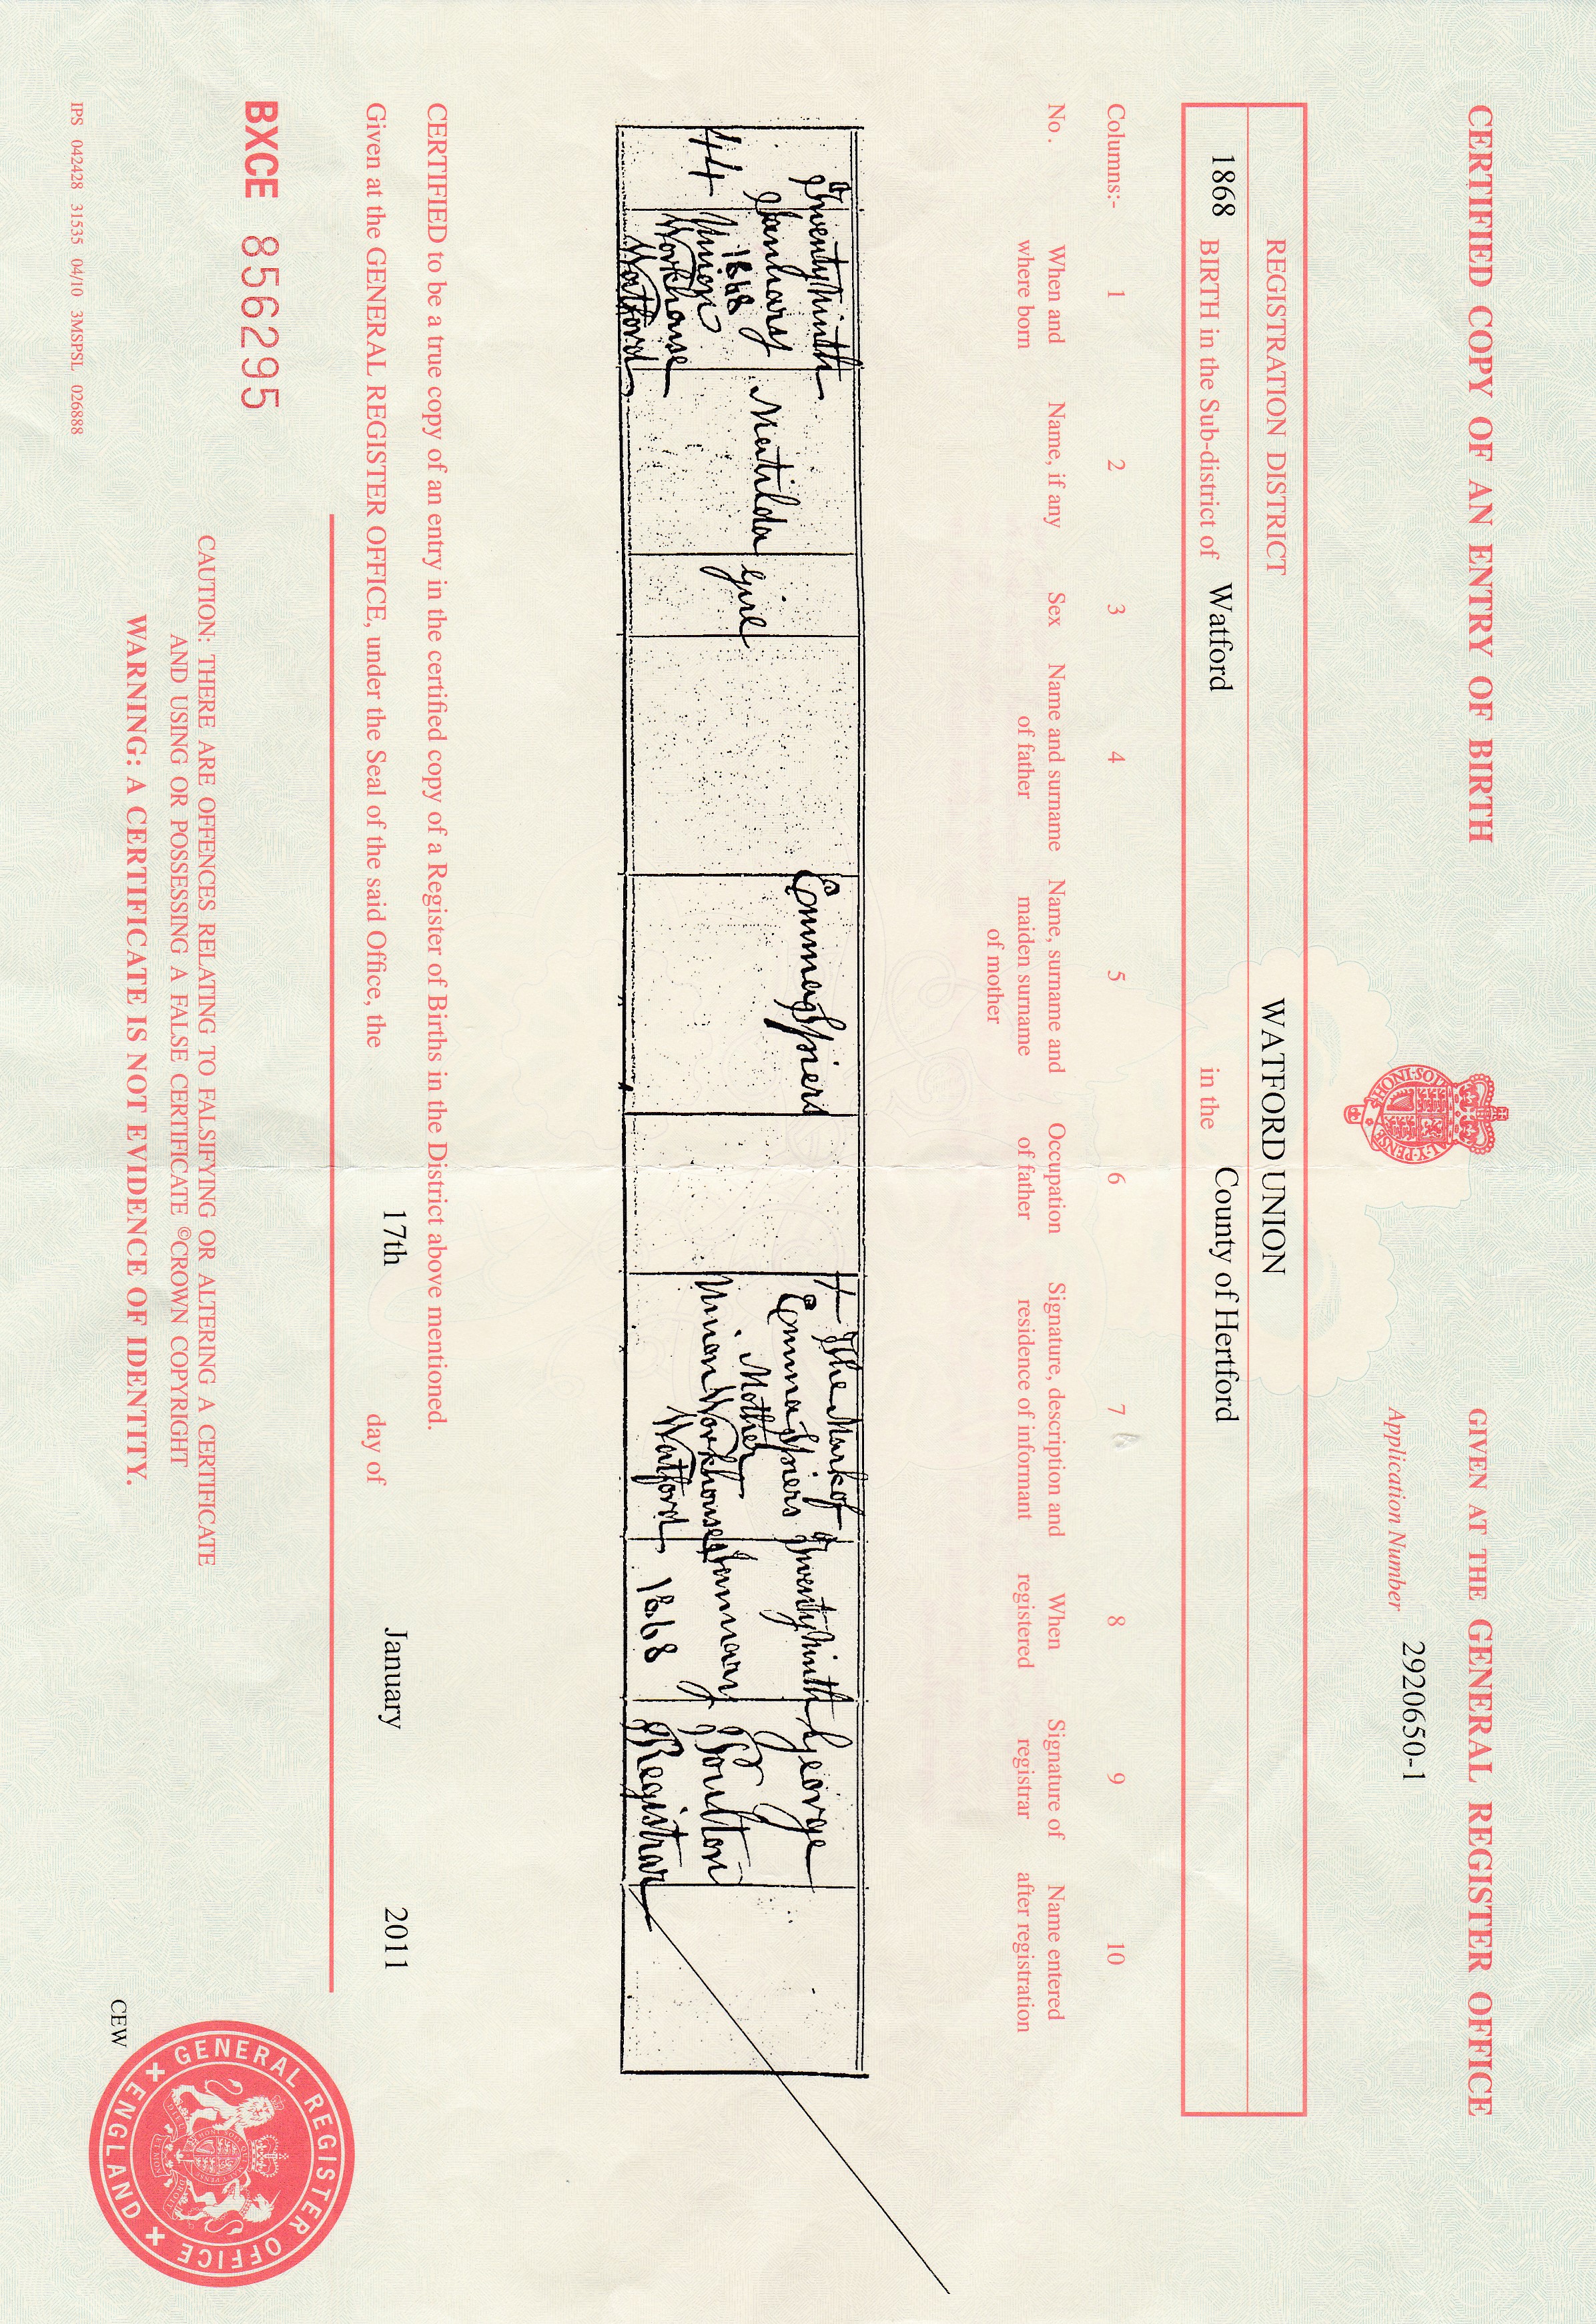 CERTIFIED COPY OF AN ENTRY OF BIRTH
GIVEN AT THE GENERAL REGISTER OFFICE
Application Number 2920650-1
REGISTRATION DISTRICT WATFORD UNION
1868 BIRTH in the Sub-district of Watford in the County of Hertford
Columns:- 1 2 3 4 5 6 7 8 9 10
No. When and where born
Name, if any
Sex
Name and surname of father
Name, surname and maiden surname of mother
Occupation of father
Signature, description and residence of informant
When registered
Signature of registrar
Name entered after registration
44
Twenty Ninth
January
1868
Union
Workhouse
Watford
Matilda
Girl
Emma Spiers
+ The Mark of
Emma Spiers
Mother
Union Workhouse
Watford
Twenty Ninth
January
1868
George
Poulton
Registrar
CERTIFIED to be a true copy of an entry in the certified copy of a Register of Births in the District above mentioned.
Given at the GENERAL REGISTER OFFICE, under the Seal of the said Office, the 17th day of January 2011
BXCE 856295
CAUTION: THERE ARE OFFENCES RELATING TO FALSIFYING OR ALTERING A CERTIFICATE
AND USING OR POSSESSING A FALSE CERTIFICATE ©CROWN COPYRIGHT
WARNING: A CERTIFICATE IS NOT EVIDENCE OF IDENTITY.
GENERAL REGISTER OFFICE
ENGLAND
CEW
IPS 042428 31535 04/10 3MSPSL 026888